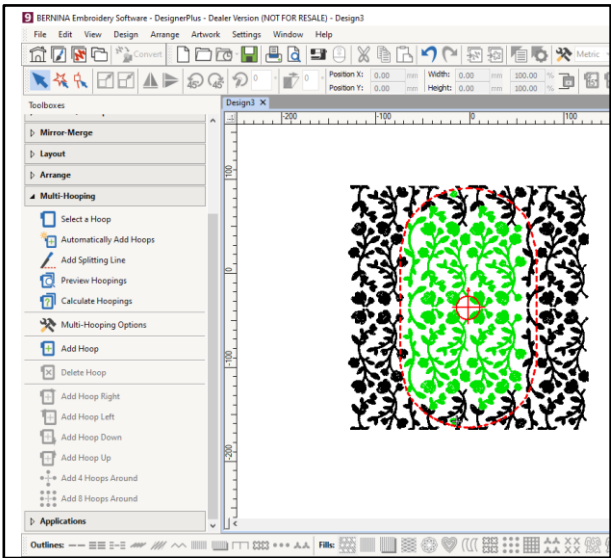 9 BERNINA Embroidery Software - DesignerPlus - Dealer Version (NOT FOR RESALE) - Design3
File Edit View Design Arrange Artwork Settings Window Help
Convert Metric
45 45 0 0 Position X: 0.00 mm Width: 0.00 mm 100.00 %
Position Y: 0.00 mm Height: 0.00 mm 100.00 %
Toolboxes
Design3 X
-200 -100 0 100
Mirror-Merge
Layout
Arrange
Multi-Hooping
Select a Hoop
Automatically Add Hoops
Add Splitting Line
Preview Hoopings
Calculate Hoopings
Multi-Hooping Options
Add Hoop
Delete Hoop
Add Hoop Right
Add Hoop Left
Add Hoop Down
Add Hoop Up
Add 4 Hoops Around
Add 8 Hoops Around
Applications
100
0
-100
-200
Outlines: Fills: